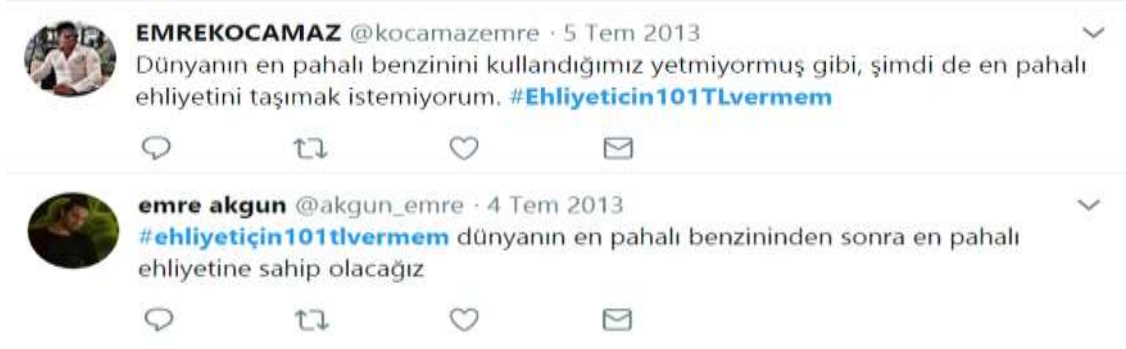 EMREKOCAMAZ @kocamazemre · 5 Tem 2013
Dünyanın en pahalı benzinini kullandığımız yetmiyormuş gibi, şimdi de en pahalı
ehliyetini taşımak istemiyorum. #Ehliyeticin101TLvermem
emre akgun @akgun_emre · 4 Tem 2013
#ehliyetiçin101tlvermem dünyanın en pahalı benzininden sonra en pahalı
ehliyetine sahip olacağız